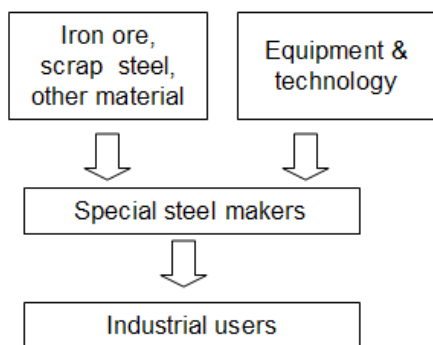 Iron ore,
scrap steel,
other material
Equipment &
technology
Special steel makers
Industrial users